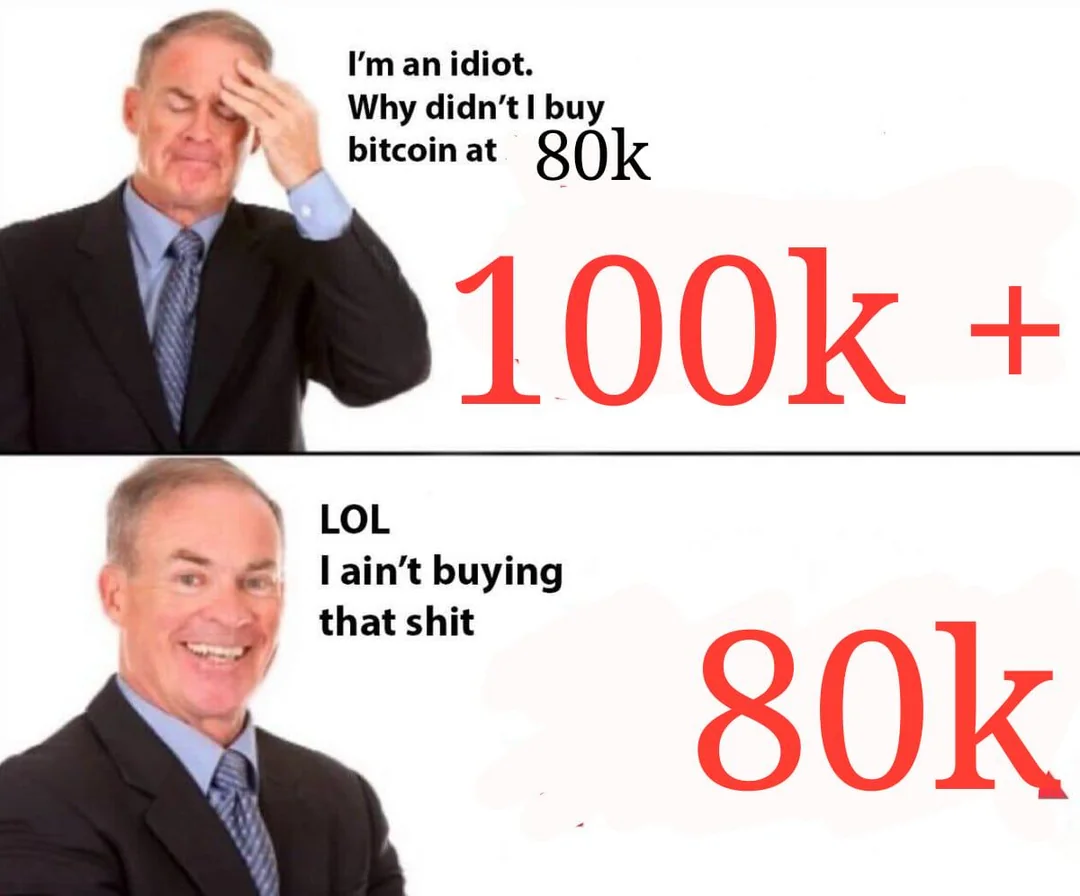 I'm an idiot.
Why didn't I buy
bitcoin at 80k
100k +
LOL
I ain't buying
that shit
80k